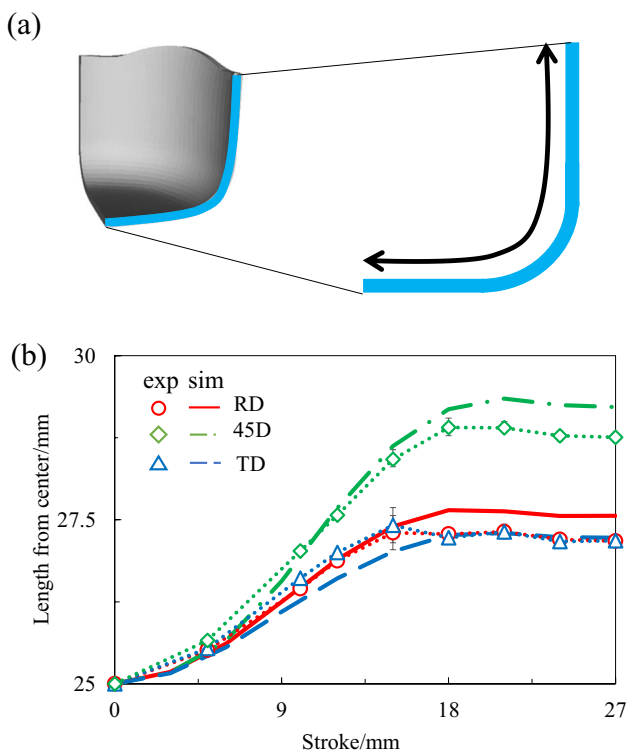 (a)
(b)
30
exp sim
RD
45D
TD
27.5
25
Length from center/mm
0 9 18 27
Stroke/mm